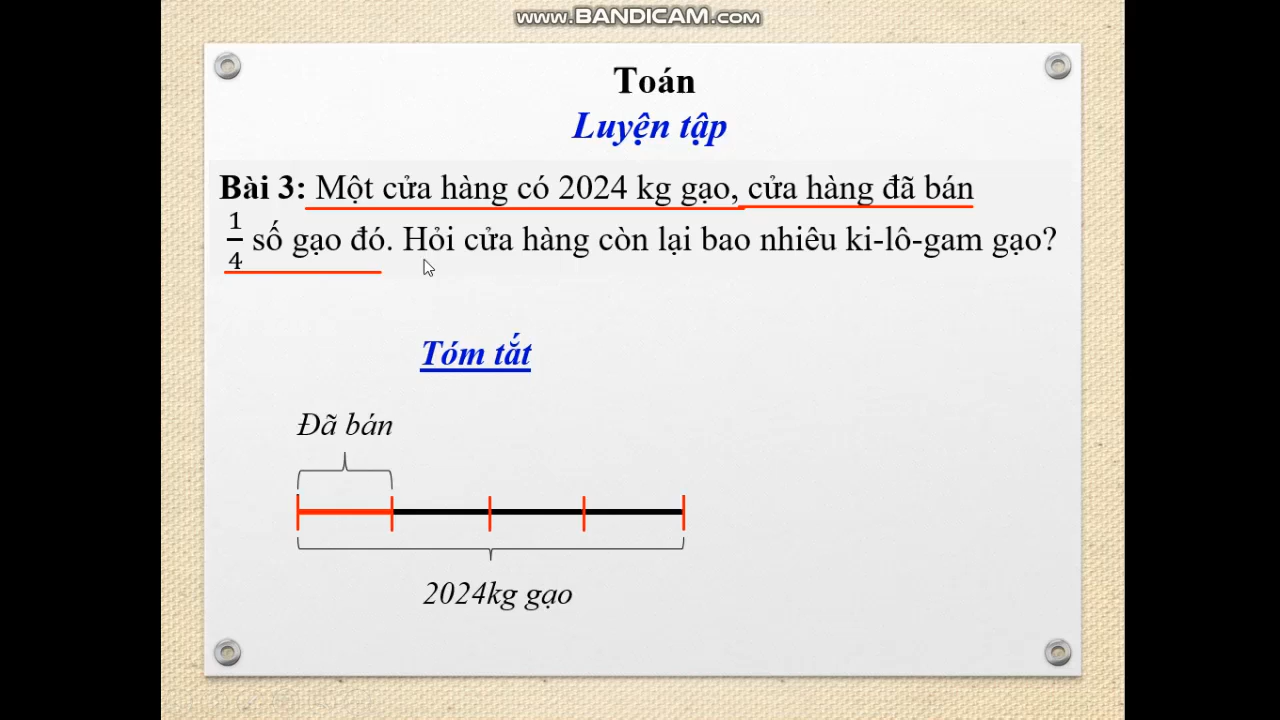 www.BANDICAM.com
Toán
Luyện tập
Bài 3: Một cửa hàng có 2024 kg gạo, cửa hàng đã bán
1/4 số gạo đó. Hỏi cửa hàng còn lại bao nhiêu ki-lô-gam gạo?
Tóm tắt
Đã bán
2024kg gạo